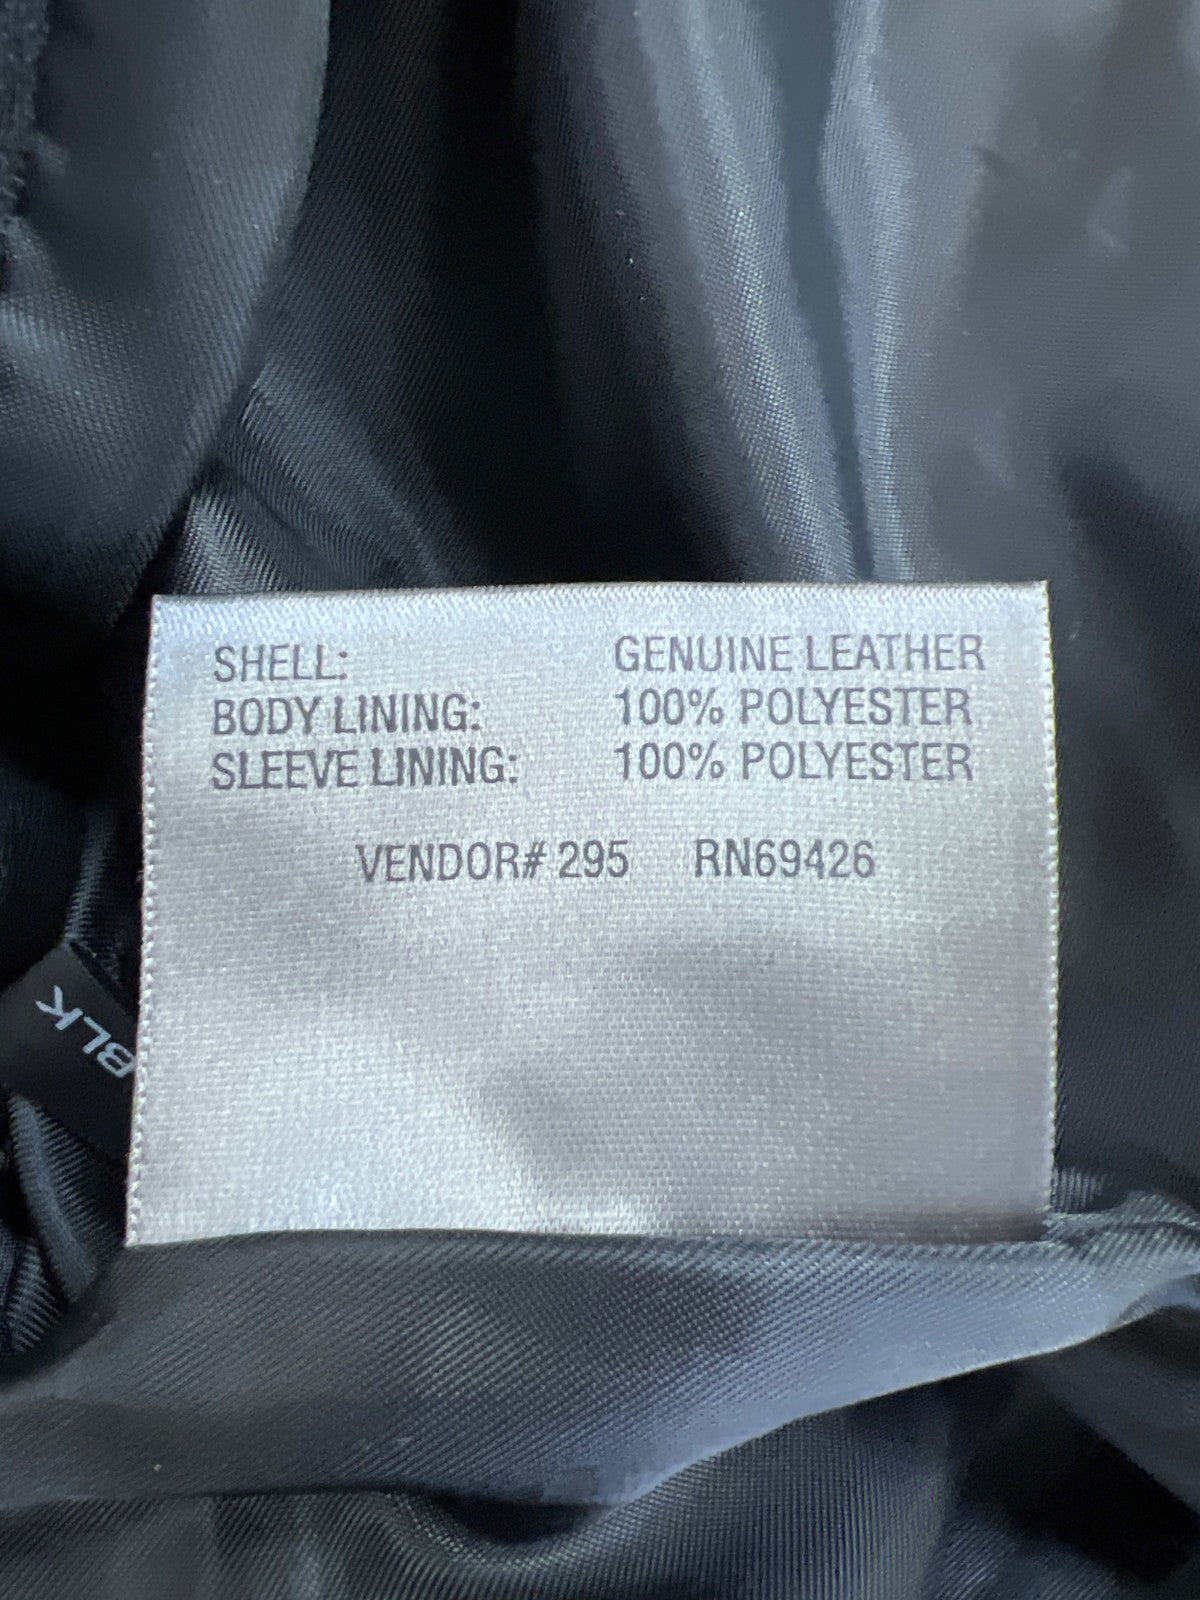 SHELL: GENUINE LEATHER
BODY LINING: 100% POLYESTER
SLEEVE LINING: 100% POLYESTER
VENDOR# 295 RN69426
BLK